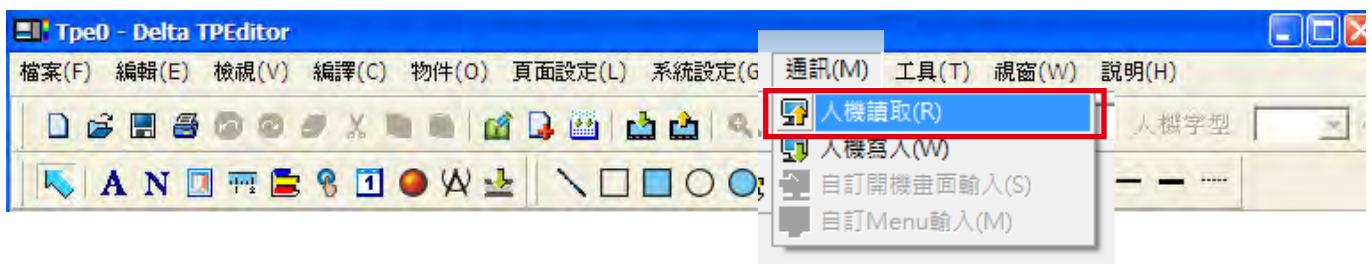 Tpe0 - Delta TPEditor
檔案(F) 編輯(E) 檢視(V) 編譯(C) 物件(O) 頁面設定(L) 系統設定(G 通訊(M) 工具(T) 視窗(W) 說明(H)
人機讀取(R)
人機字型
人機寫入(W)
A N 1
自訂開機畫面輸入(S)
自訂Menu輸入(M)